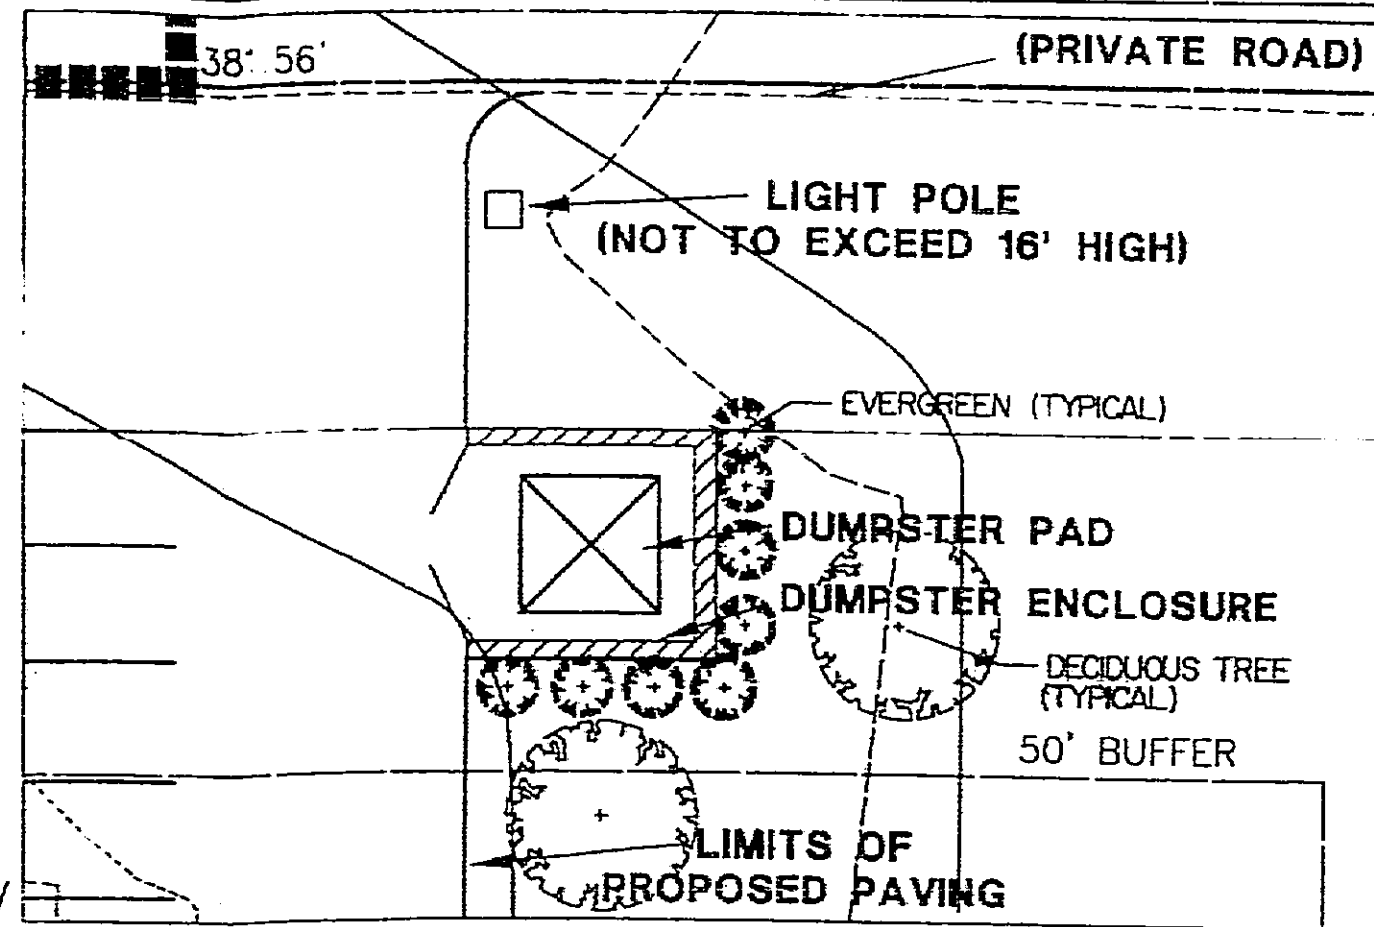 38'.56'
(PRIVATE ROAD)
LIGHT POLE
(NOT TO EXCEED 16' HIGH)
EVERGREEN (TYPICAL)
DUMPSTER PAD
DUMPSTER ENCLOSURE
DECIDUOUS TREE
(TYPICAL)
50' BUFFER
LIMITS OF
PROPOSED PAVING